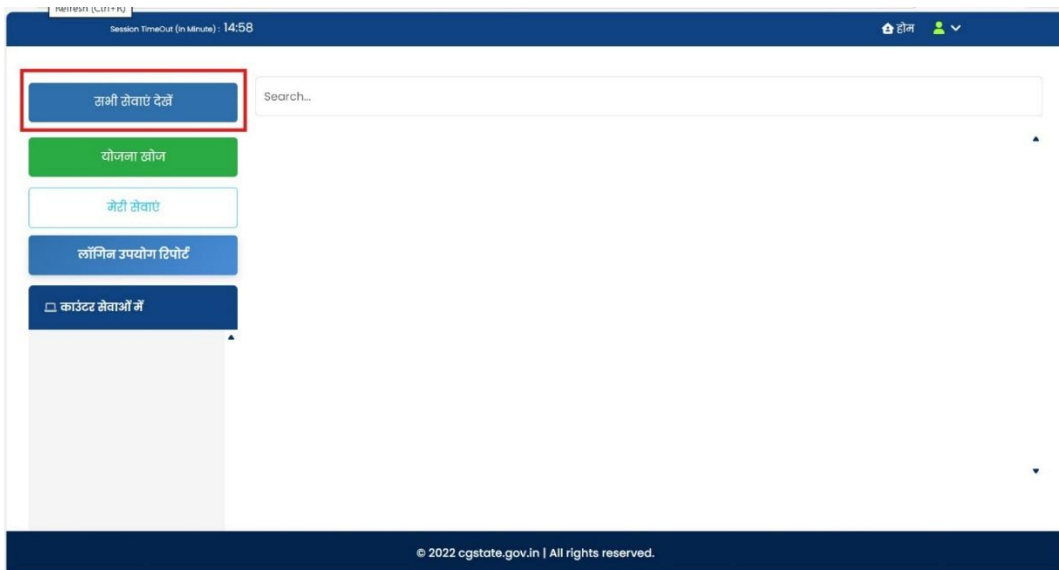 Refresh (Ctrl+R)
Session TimeOut (in Minute) : 14:58
होम
सभी सेवाएं देखें
Search...
योजना खोज
मेरी सेवाएं
लॉगिन उपयोग रिपोर्ट
काउंटर सेवाओं में
© 2022 cgstate.gov.in | All rights reserved.